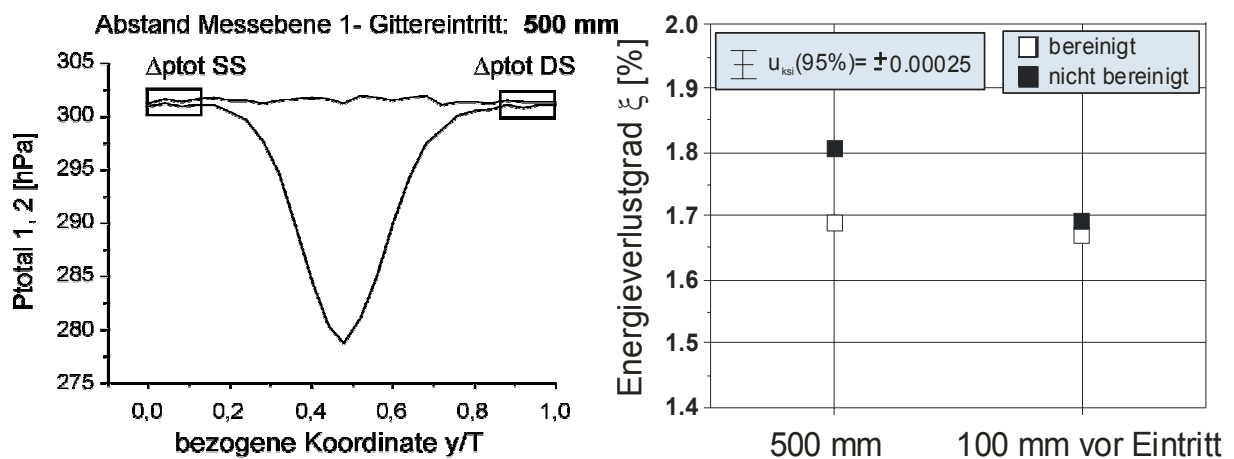 Abstand Messebene 1- Gittereintritt: 500 mm
Δptot SS
Δptot DS
Ptotal 1, 2 [hPa]
305
300
295
290
285
280
275
0,0
0,2
0,4
0,6
0,8
1,0
bezogene Koordinate y/T
Energieverlustgrad ξ [%]
2.0
1.9
1.8
1.7
1.6
1.5
1.4
u ksi (95%)= ± 0.00025
bereinigt
nicht bereinigt
500 mm
100 mm vor Eintritt